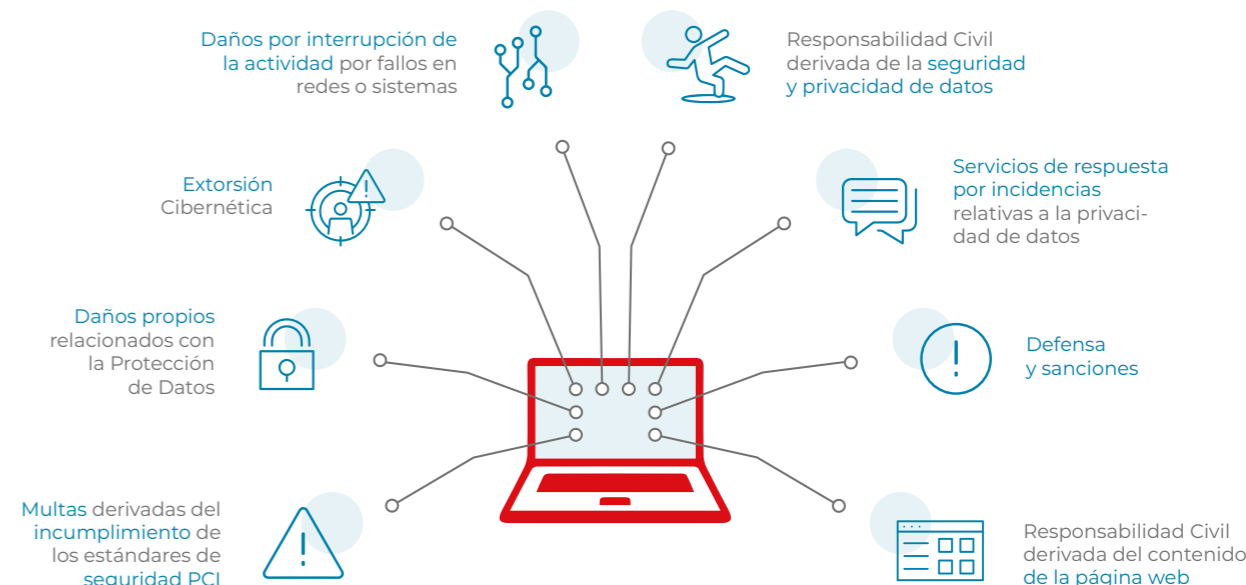 Daños por interrupción de
la actividad por fallos en
redes o sistemas
Responsabilidad Civil
derivada de la seguridad
y privacidad de datos
Extorsión
Cibernética
Servicios de respuesta
por incidencias
relativas a la privaci-
dad de datos
Daños propios
relacionados con
la Protección
de Datos
Defensa
y sanciones
Multas derivadas del
incumplimiento de
los estándares de
seguridad PCI
Responsabilidad Civil
derivada del contenido
de la página web